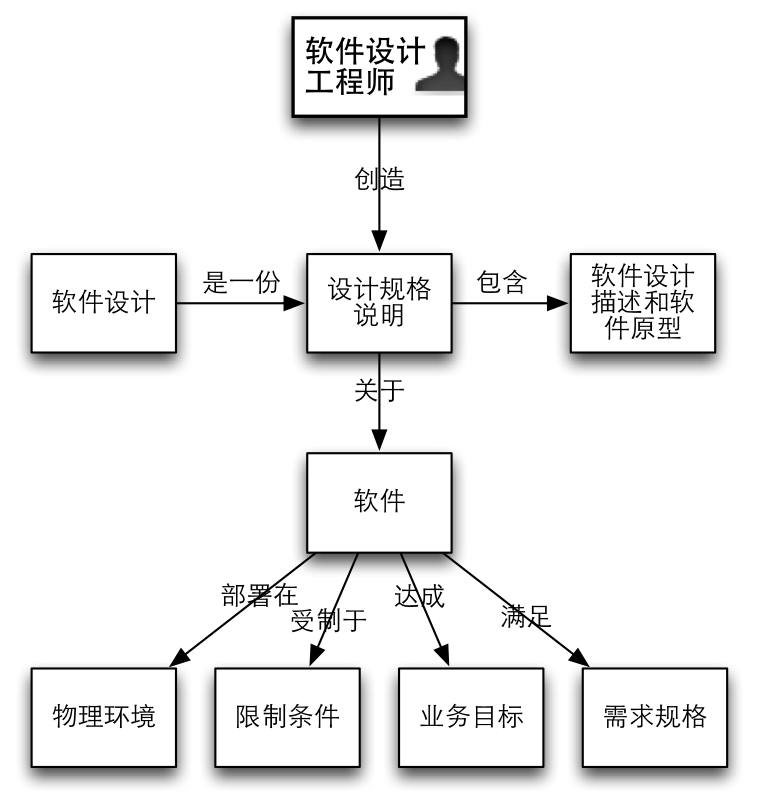 软件设计
工程师
创造
软件设计
是一份
设计规格
说明
包含
软件设计
描述和软
件原型
关于
软件
部署在
受制于
达成
满足
物理环境
限制条件
业务目标
需求规格